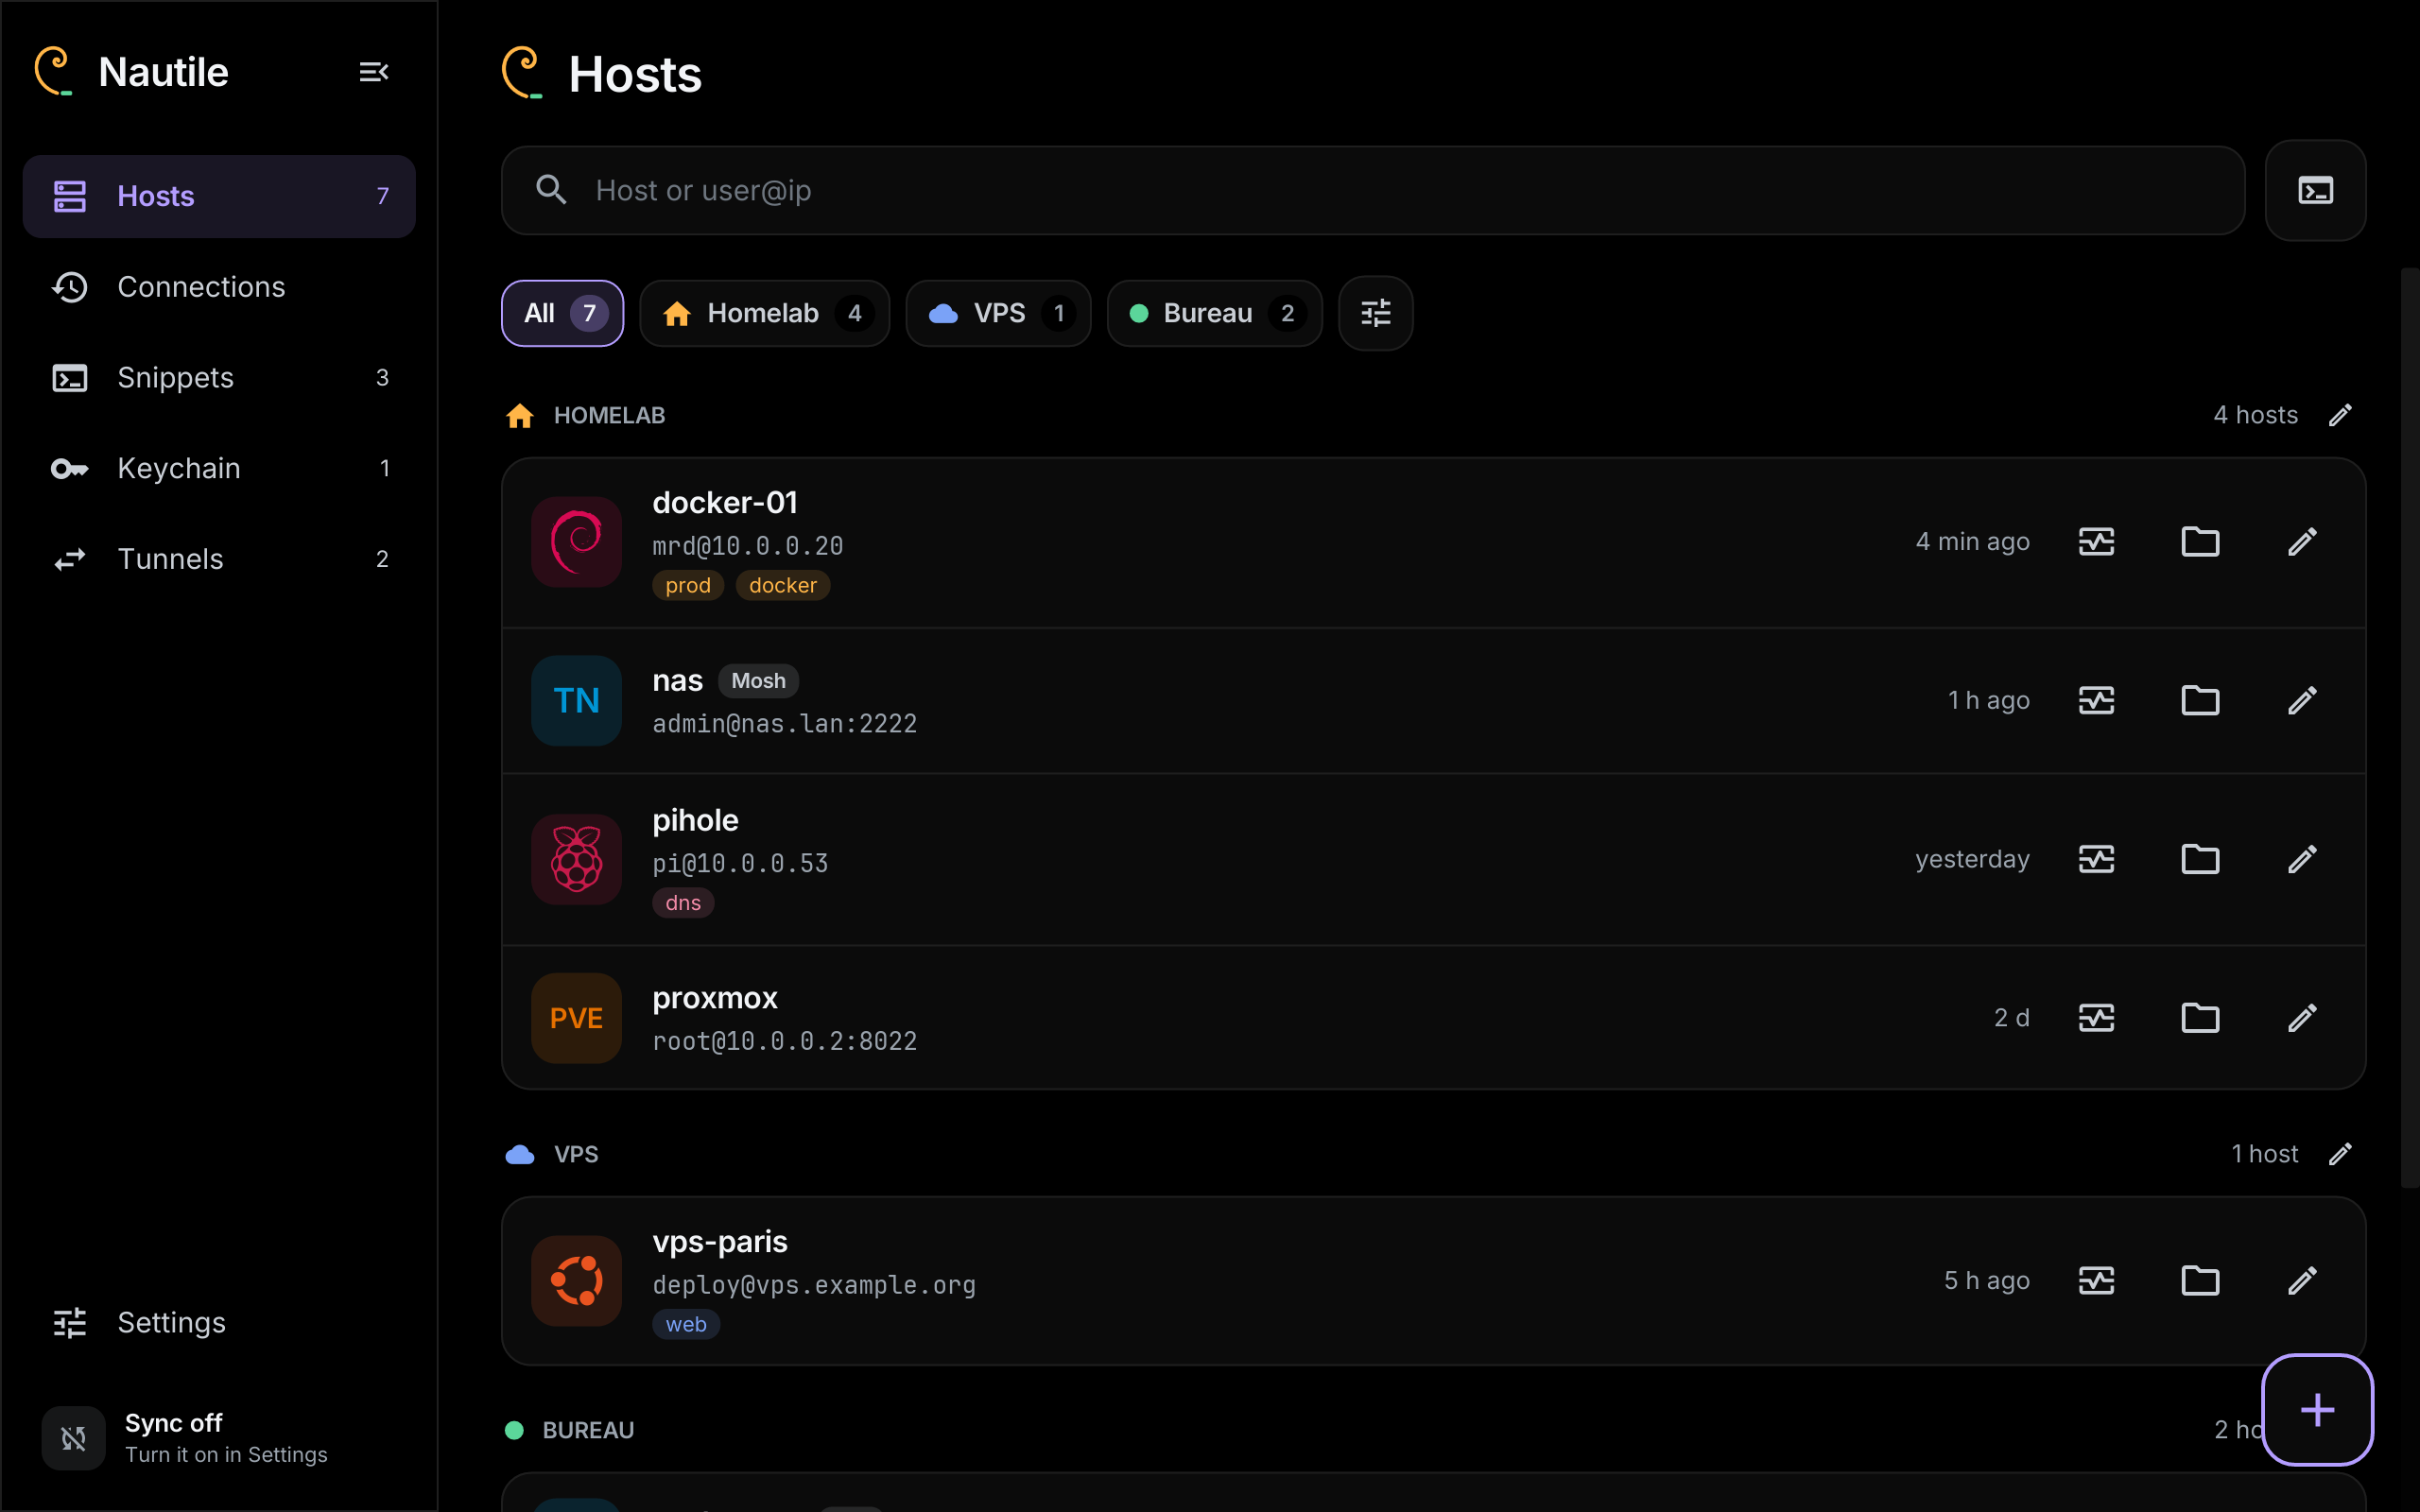 Nautile
Hosts 7
Connections
Snippets 3
Keychain 1
Tunnels 2
Settings
Sync off
Turn it on in Settings
Hosts
Host or user@ip
All 7 Homelab 4 VPS 1 Bureau 2
HOMELAB 4 hosts
docker-01
mrd@10.0.0.20
prod docker
4 min ago
TN
nas Mosh
admin@nas.lan:2222
1 h ago
pihole
pi@10.0.0.53
dns
yesterday
PVE
proxmox
root@10.0.0.2:8022
2 d
VPS 1 host
vps-paris
deploy@vps.example.org
web
5 h ago
BUREAU 2 ho